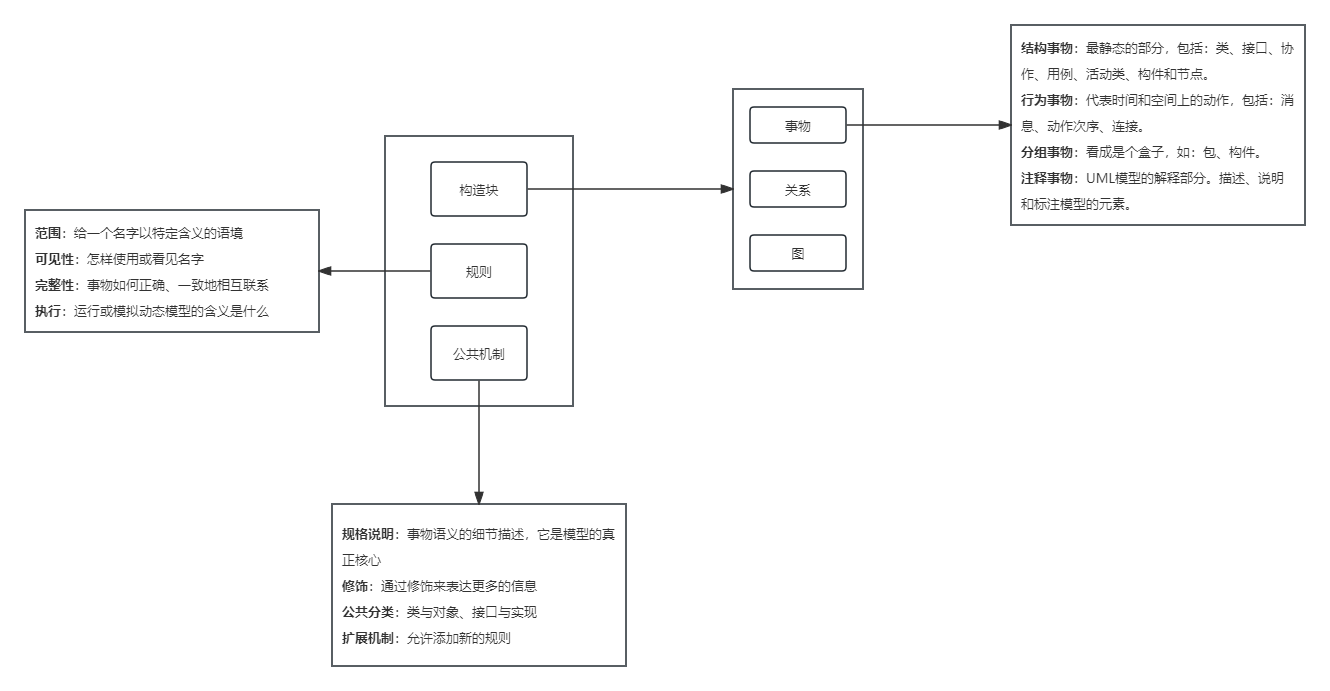 结构事物：最静态的部分，包括：类、接口、协
作、用例、活动类、构件和节点。
行为事物：代表时间和空间上的动作，包括：消
息、动作次序、连接。
分组事物：看成是个盒子，如：包、构件。
注释事物：UML模型的解释部分。描述、说明
和标注模型的元素。
事物
关系
图
构造块
规则
公共机制
范围：给一个名字以特定含义的语境
可见性：怎样使用或看见名字
完整性：事物如何正确、一致地相互联系
执行：运行或模拟动态模型的含义是什么
规格说明：事物语义的细节描述，它是模型的真
正核心
修饰：通过修饰来表达更多的信息
公共分类：类与对象、接口与实现
扩展机制：允许添加新的规则